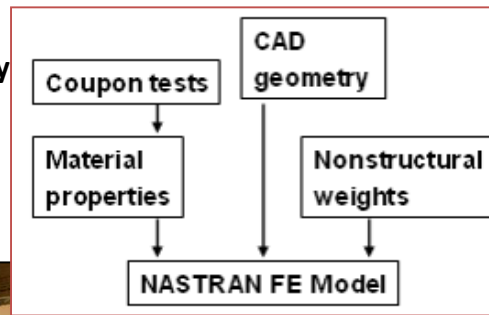 y
CAD
geometry
Coupon tests
Material
properties
Nonstructural
weights
NASTRAN FE Model